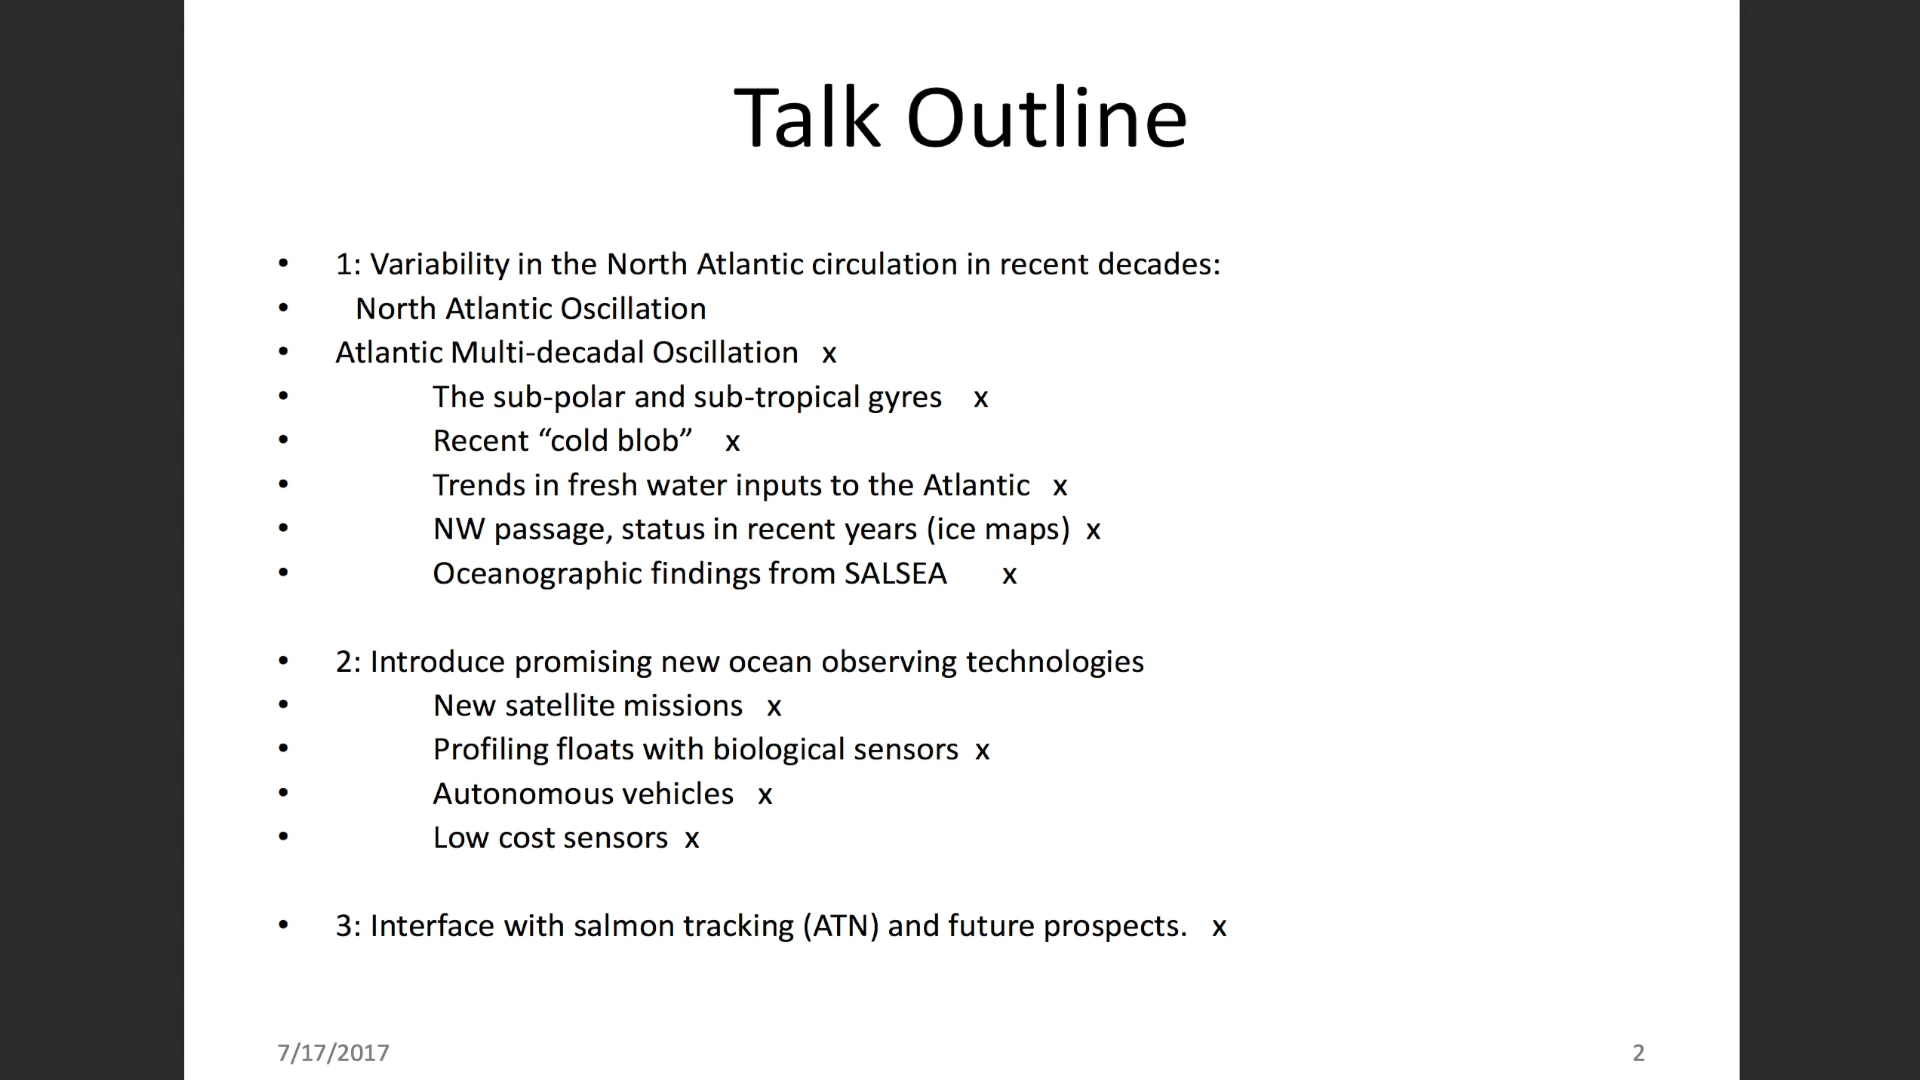 Talk Outline
• 1: Variability in the North Atlantic circulation in recent decades:
• North Atlantic Oscillation
• Atlantic Multi-decadal Oscillation x
• The sub-polar and sub-tropical gyres x
• Recent “cold blob” x
• Trends in fresh water inputs to the Atlantic x
• NW passage, status in recent years (ice maps) x
• Oceanographic findings from SALSEA x
• 2: Introduce promising new ocean observing technologies
• New satellite missions x
• Profiling floats with biological sensors x
• Autonomous vehicles x
• Low cost sensors x
• 3: Interface with salmon tracking (ATN) and future prospects. x
7/17/2017
2